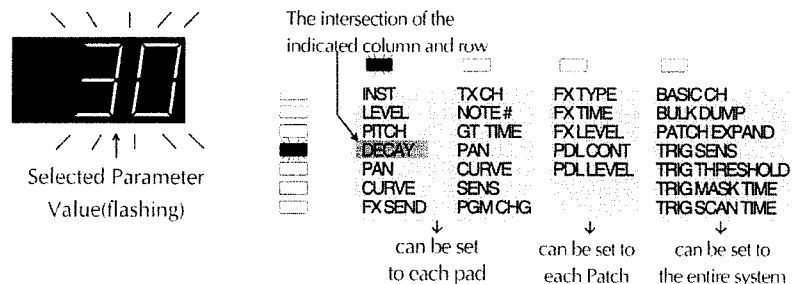 The intersection of the
indicated column and row
30
Selected Parameter
Value(flashing)
INST TX CH FX TYPE BASIC CH
LEVEL NOTE # FX TIME BULK DUMP
PITCH GT TIME FX LEVEL PATCH EXPAND
DECAY PAN PDL CONT TRIG SENS
PAN CURVE PDL LEVEL TRIG THRESHOLD
CURVE SENS TRIG MASK TIME
FX SEND PGM CHG TRIG SCAN TIME
can be set
to each pad
can be set to
each Patch
can be set to
the entire system